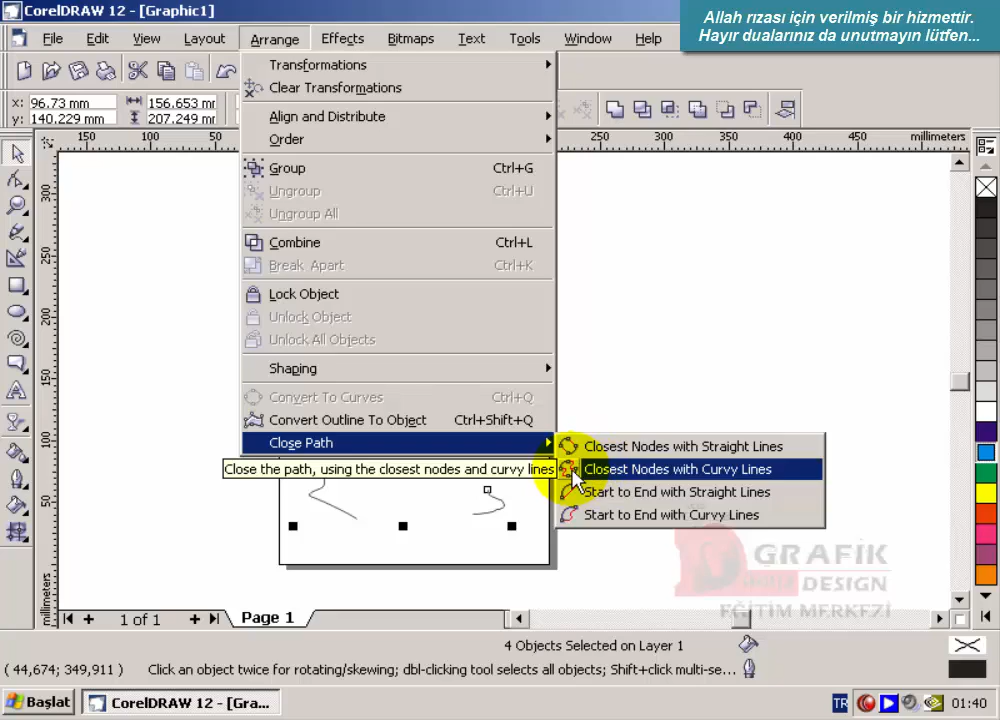 CorelDRAW 12 - [Graphic1]
Allah rızası için verilmiş bir hizmettir.
Hayır dualarınız da unutmayın lütfen...
File Edit View Layout Arrange Effects Bitmaps Text Tools Window Help
x: 96.73 mm 156.653 mm
y: 140.229 mm 207.249 mm
150 100 50 250 300 350 400 450 millimeters
300
250
200
150
100
50
millimeters
Transformations
Clear Transformations
Align and Distribute
Order
Group Ctrl+G
Ungroup Ctrl+U
Ungroup All
Combine Ctrl+L
Break Apart Ctrl+K
Lock Object
Unlock Object
Unlock All Objects
Shaping
Convert To Curves Ctrl+Q
Convert Outline To Object Ctrl+Shift+Q
Close Path
Closest Nodes with Straight Lines
Close the path, using the closest nodes and curvy lines
Closest Nodes with Curvy Lines
Start to End with Straight Lines
Start to End with Curvy Lines
GRAFİK
DESIGN
EĞİTİM MERKEZİ
1 of 1 Page 1
4 Objects Selected on Layer 1
( 44,674; 349,911 ) Click an object twice for rotating/skewing; dbl-clicking tool selects all objects; Shift+click multi-se...
Başlat CorelDRAW 12 - [Gra... TR 01:40